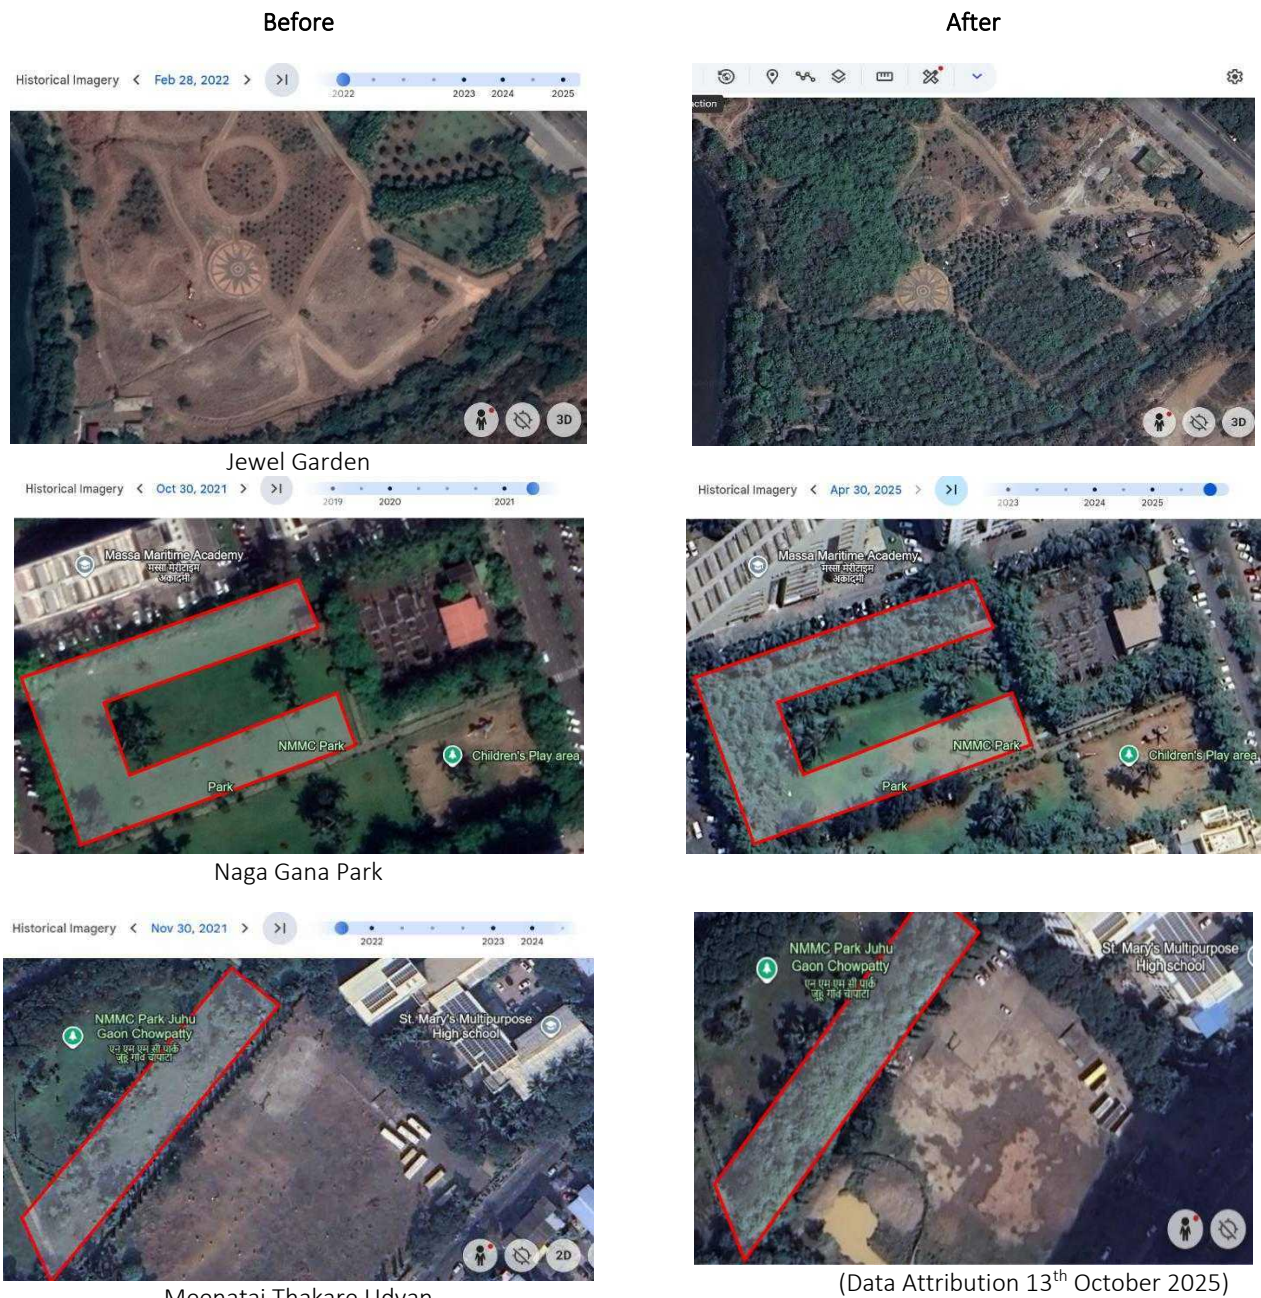 Before
After
Historical Imagery
Feb 28, 2022
2022
2023
2024
2025
ction
3D
3D
Jewel Garden
Historical Imagery
Oct 30, 2021
2019
2020
2021
Historical Imagery
Apr 30, 2025
2023
2024
2025
Massa Maritime Academy
मस्सा मेरीटाइम
अकादमी
NMMC Park
Children's Play area
Park
Massa Maritime Academy
मस्सा मेरीटाइम
अकादमी
NMMC Park
Children's Play area
Park
Naga Gana Park
Historical Imagery
Nov 30, 2021
2022
2023
2024
NMMC Park Juhu
Gaon Chowpatty
एन एम एम सी पार्क
जुहू गाँव चौपाटी
St. Mary's Multipurpose
High school
2D
NMMC Park Juhu
Gaon Chowpatty
एन एम एम सी पार्क
जुहू गाँव चौपाटी
St. Mary's Multipurpose
High school
(Data Attribution 13th October 2025)
Meenatai Thakare Udyan